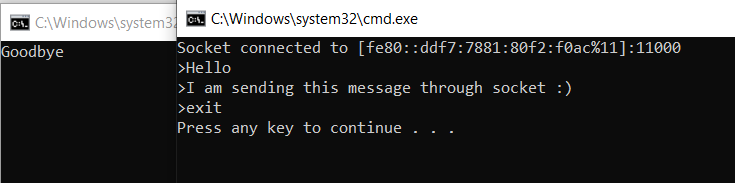 C:\Windows\system32
Goodbye
C:\Windows\system32\cmd.exe
Socket connected to [fe80::ddf7:7881:80f2:f0ac%11]:11000
>Hello
>I am sending this message through socket :)
>exit
Press any key to continue . . .